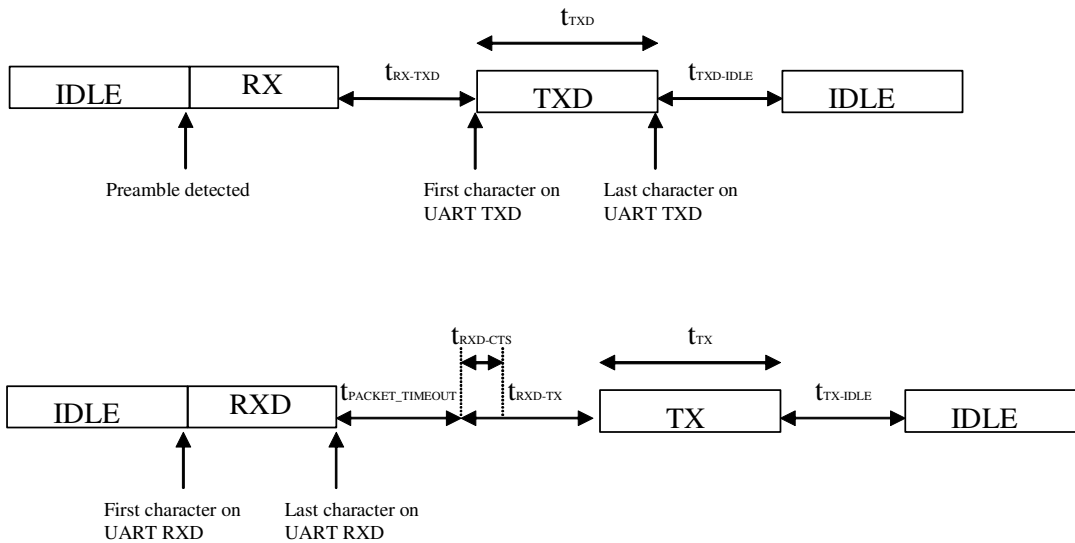 tTXD
IDLE RX tRX-TXD TXD tTXD-IDLE IDLE
Preamble detected
First character on
UART TXD
Last character on
UART TXD
tRXD-CTS
tTX
IDLE RXD tPACKET_TIMEOUT tRXD-TX TX tTX-IDLE IDLE
First character on
UART RXD
Last character on
UART RXD